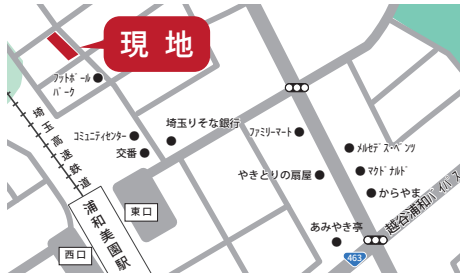 現地
フットボール
パーク
埼玉高速鉄道
コミュニティセンター
交番
埼玉りそな銀行
ファミリーマート
メルセデス・ベンツ
マクドナルド
からやま
やきとりの扇屋
あみやき亭
越谷浦和バイパス
463
浦和美園駅
東口
西口